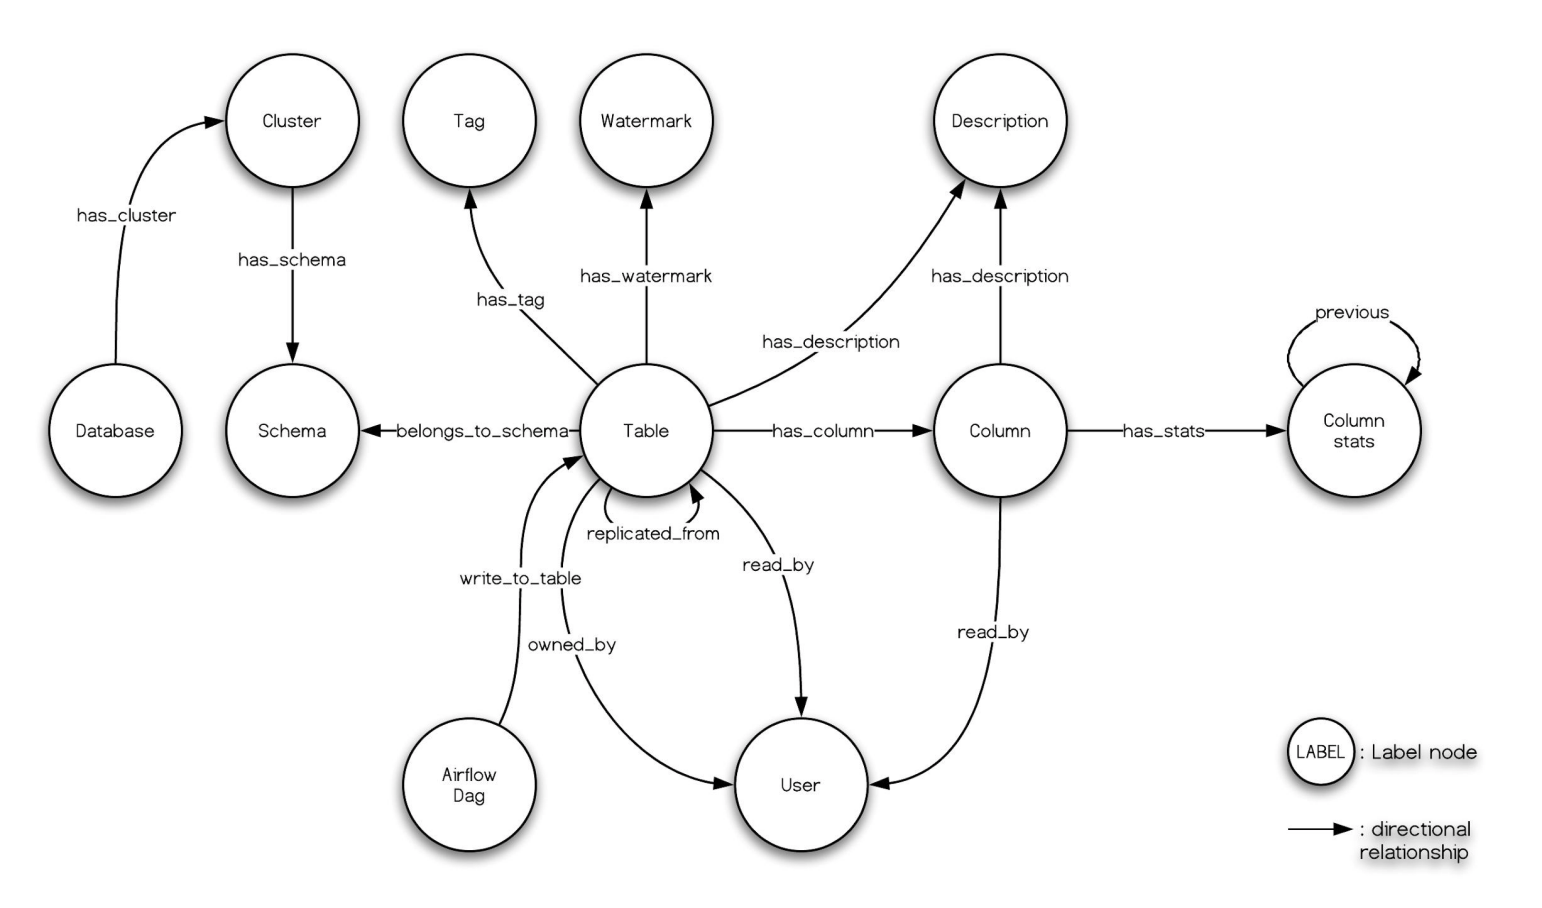 Cluster
Tag
Watermark
Description
has_cluster
has_schema
has_watermark
has_description
has_tag
previous
has_description
Database
Schema
belongs_to_schema
Table
has_column
Column
has_stats
Column
stats
replicated_from
read_by
write_to_table
owned_by
read_by
Airflow
Dag
User
LABEL : Label node
: directional
relationship